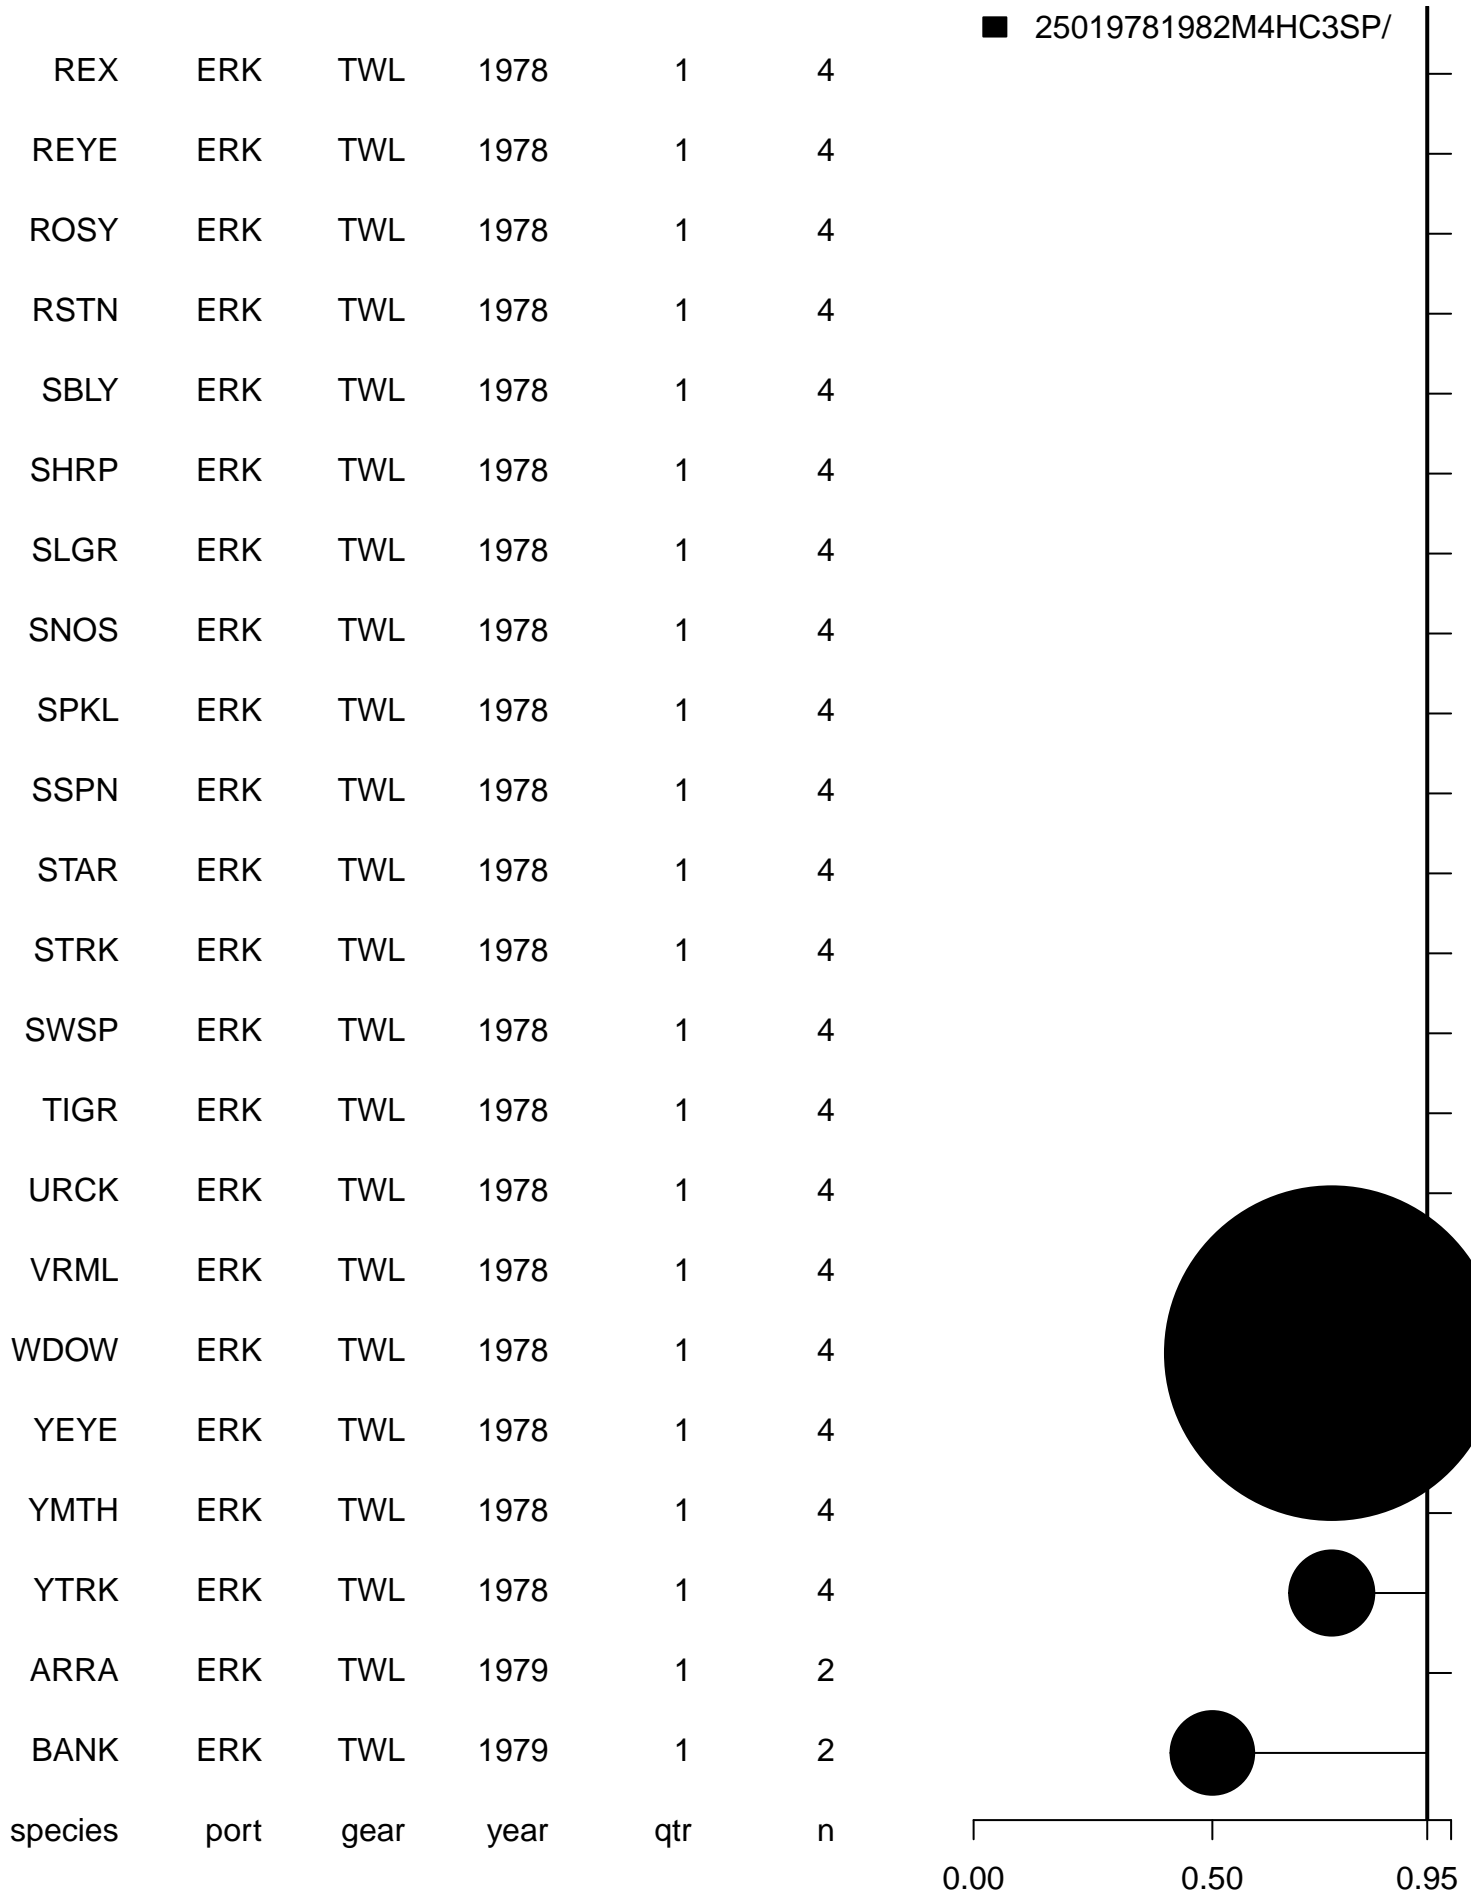 25019781982M4HC3SP/
REX ERK TWL 1978 1 4
REYE ERK TWL 1978 1 4
ROSY ERK TWL 1978 1 4
RSTN ERK TWL 1978 1 4
SBLY ERK TWL 1978 1 4
SHRP ERK TWL 1978 1 4
SLGR ERK TWL 1978 1 4
SNOS ERK TWL 1978 1 4
SPKL ERK TWL 1978 1 4
SSPN ERK TWL 1978 1 4
STAR ERK TWL 1978 1 4
STRK ERK TWL 1978 1 4
SWSP ERK TWL 1978 1 4
TIGR ERK TWL 1978 1 4
URCK ERK TWL 1978 1 4
VRML ERK TWL 1978 1 4
WDOW ERK TWL 1978 1 4
YEYE ERK TWL 1978 1 4
YMTH ERK TWL 1978 1 4
YTRK ERK TWL 1978 1 4
ARRA ERK TWL 1979 1 2
BANK ERK TWL 1979 1 2
species port gear year qtr n
0.00 0.50 0.95